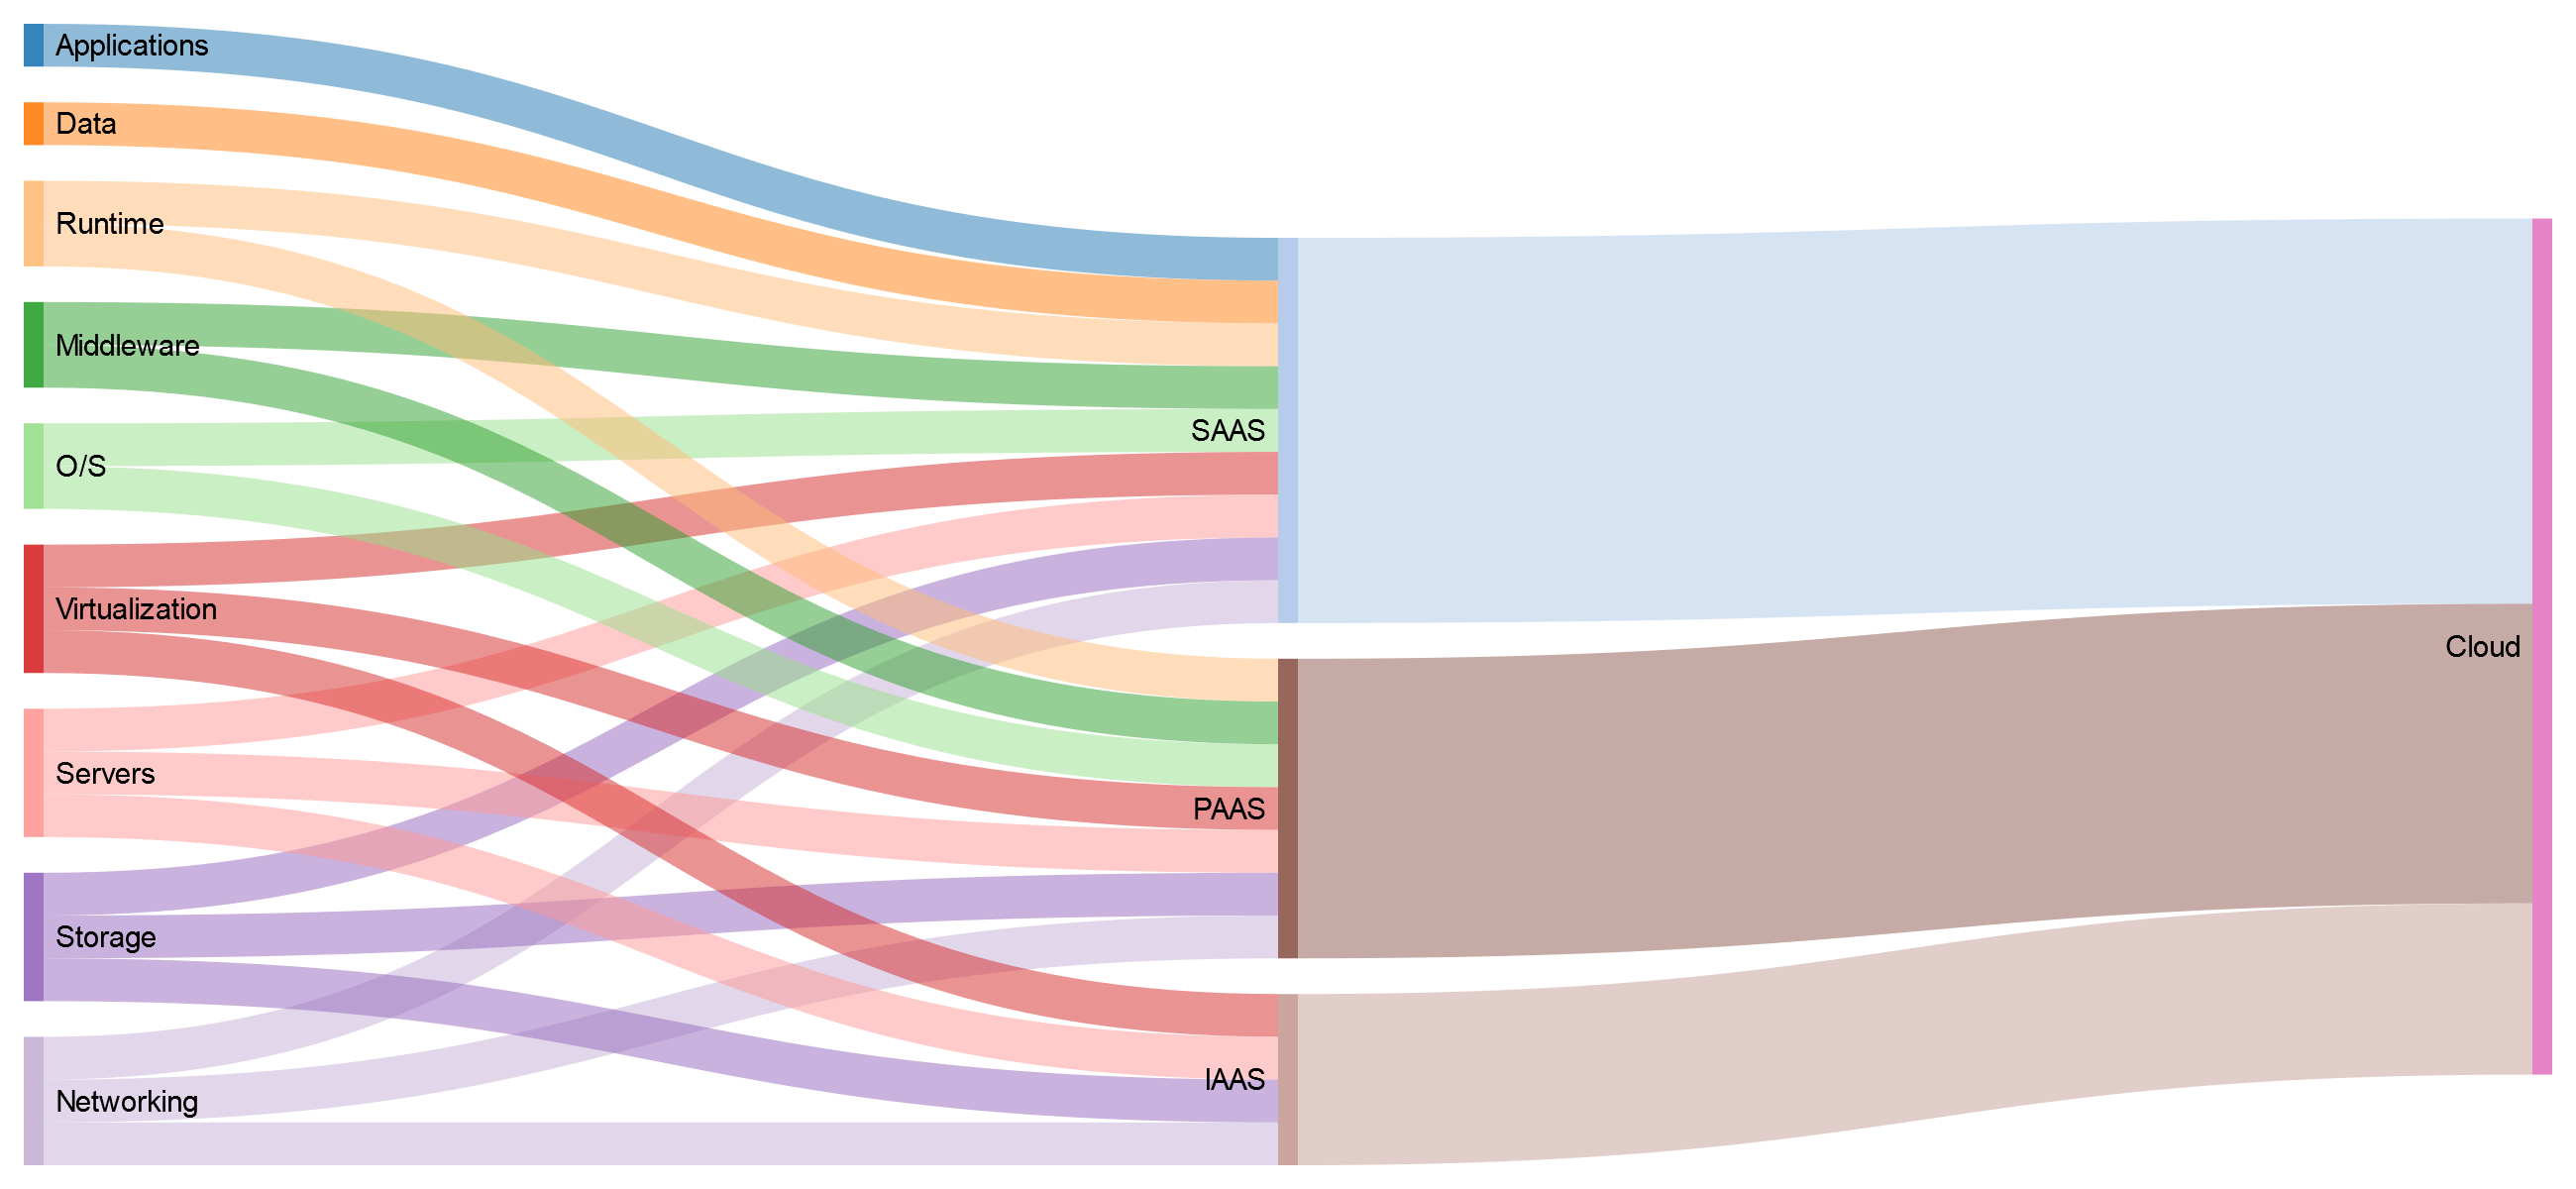 Applications
Data
Runtime
Middleware
O/S
Virtualization
Servers
Storage
Networking
SAAS
PAAS
IAAS
Cloud